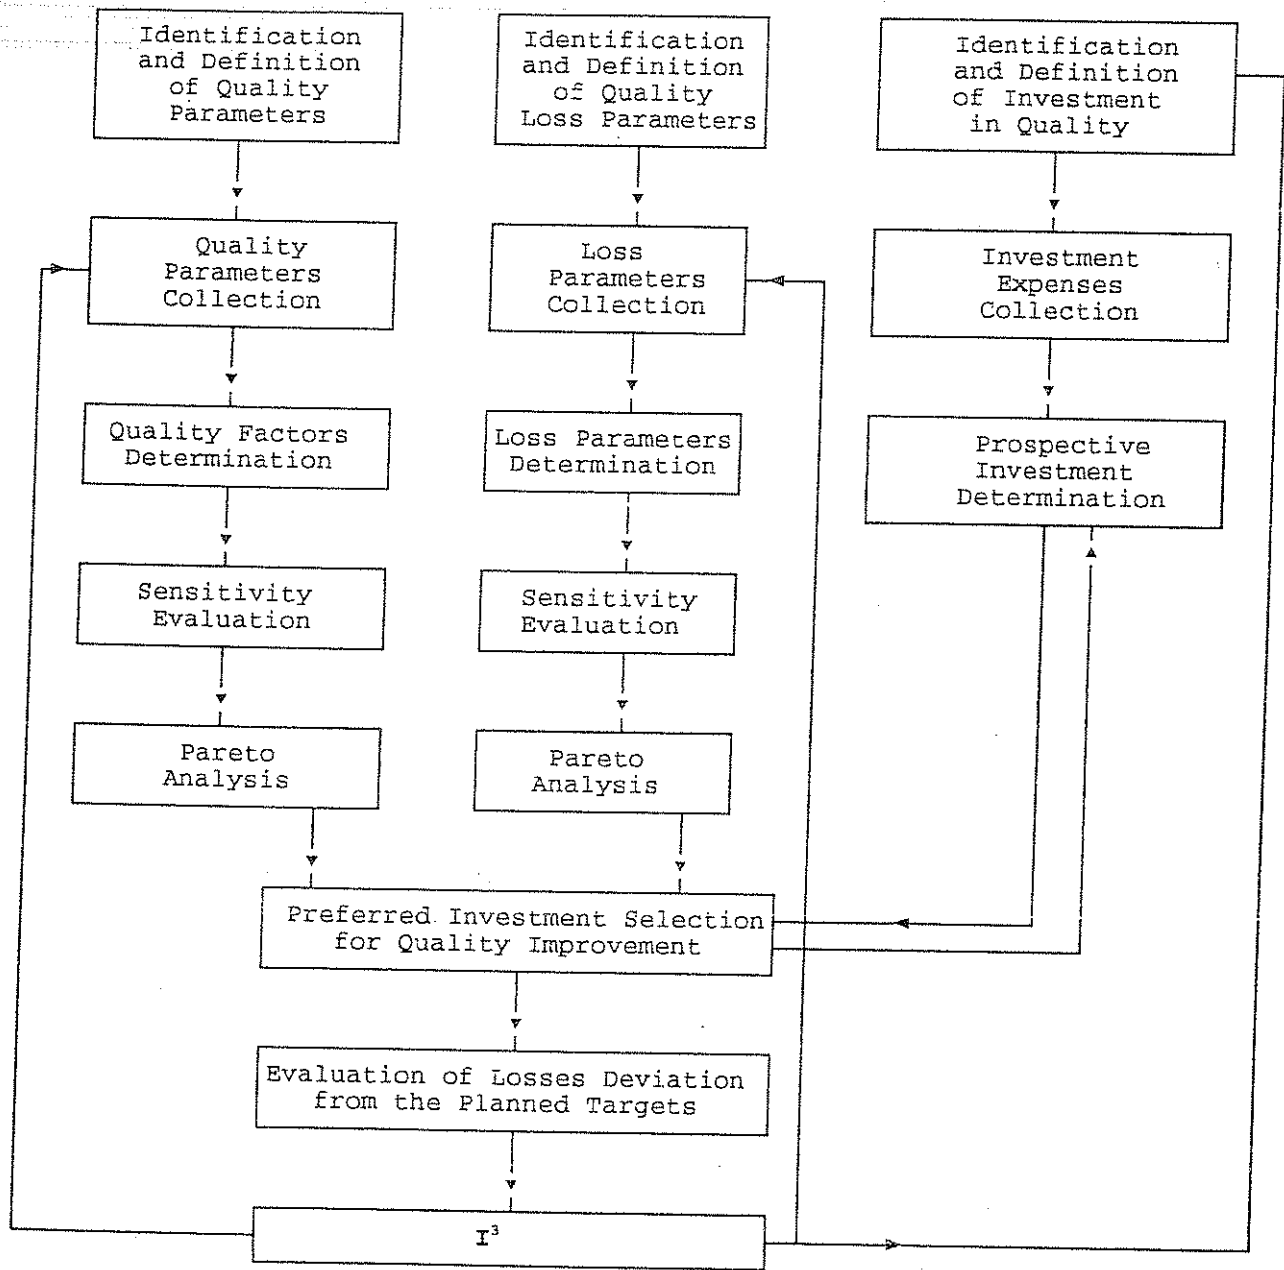 Identification
and Definition
of Quality
Parameters
Identification
and Definition
of Quality
Loss Parameters
Identification
and Definition
of Investment
in Quality
Quality
Parameters
Collection
Loss
Parameters
Collection
Investment
Expenses
Collection
Quality Factors
Determination
Loss Parameters
Determination
Prospective
Investment
Determination
Sensitivity
Evaluation
Sensitivity
Evaluation
Pareto
Analysis
Pareto
Analysis
Preferred Investment Selection
for Quality Improvement
Evaluation of Losses Deviation
from the Planned Targets
I³